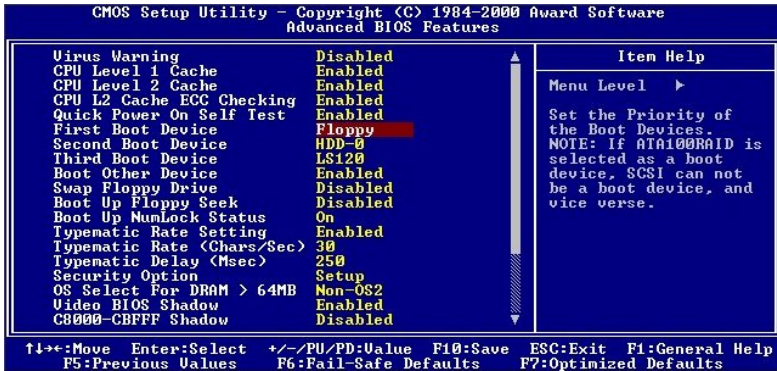 CMOS Setup Utility - Copyright (C) 1984-2000 Award Software
Advanced BIOS Features
Virus Warning Disabled
CPU Level 1 Cache Enabled
CPU Level 2 Cache Enabled
CPU L2 Cache ECC Checking Enabled
Quick Power On Self Test Enabled
First Boot Device Floppy
Second Boot Device HDD-0
Third Boot Device LS120
Boot Other Device Enabled
Swap Floppy Drive Disabled
Boot Up Floppy Seek Disabled
Boot Up NumLock Status On
Typematic Rate Setting Enabled
Typematic Rate (Chars/Sec) 30
Typematic Delay (Msec) 250
Security Option Setup
OS Select For DRAM > 64MB Non-OS2
Video BIOS Shadow Enabled
C8000-CBFFF Shadow Disabled
Item Help
Menu Level ►
Set the Priority of
the Boot Devices.
NOTE: If ATA100RAID is
selected as a boot
device, SCSI can not
be a boot device, and
vice verse.
↑↓→←:Move Enter:Select +/-/PU/PD:Value F10:Save ESC:Exit F1:General Help
F5:Previous Values F6:Fail-Safe Defaults F7:Optimized Defaults